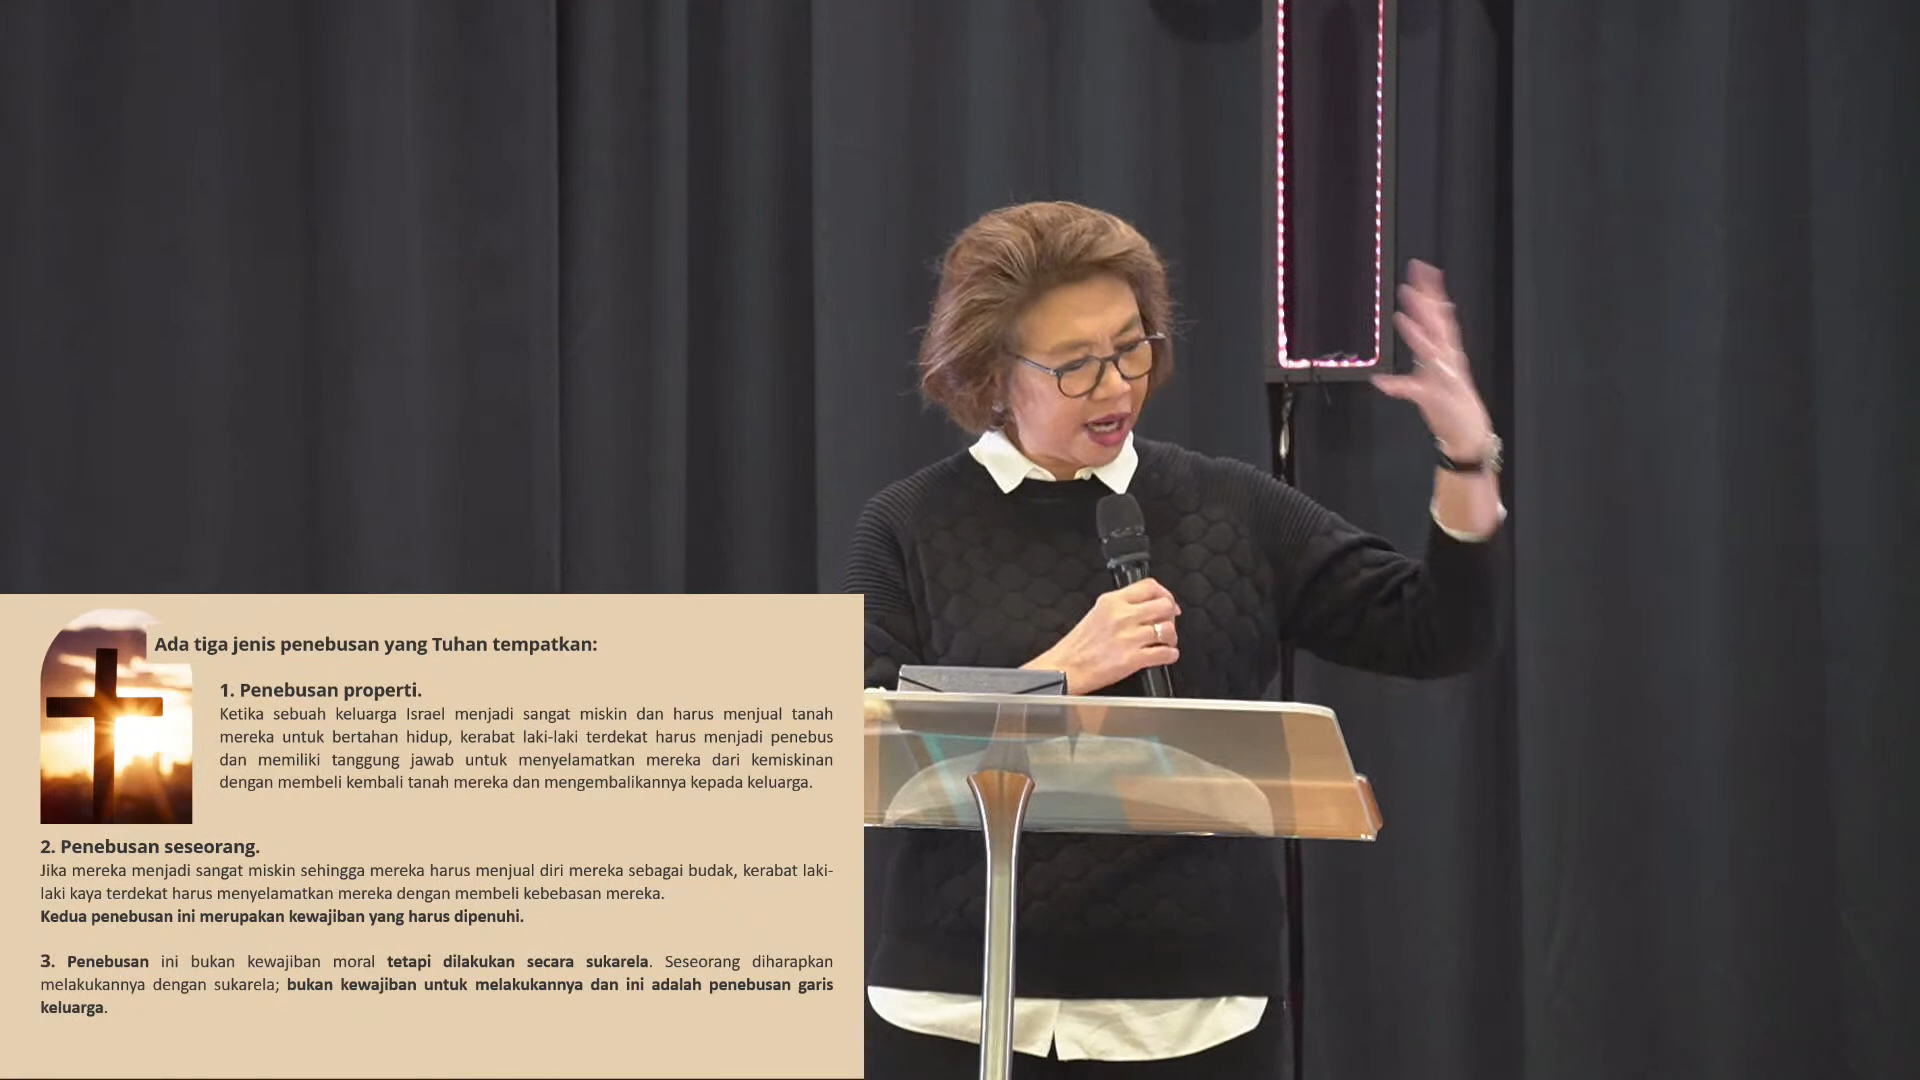 Ada tiga jenis penebusan yang Tuhan tempatkan:
1. Penebusan properti.
Ketika sebuah keluarga Israel menjadi sangat miskin dan harus menjual tanah
mereka untuk bertahan hidup, kerabat laki-laki terdekat harus menjadi penebus
dan memiliki tanggung jawab untuk menyelamatkan mereka dari kemiskinan
dengan membeli kembali tanah mereka dan mengembalikannya kepada keluarga.
2. Penebusan seseorang.
Jika mereka menjadi sangat miskin sehingga mereka harus menjual diri mereka sebagai budak, kerabat laki-
laki kaya terdekat harus menyelamatkan mereka dengan membeli kebebasan mereka.
Kedua penebusan ini merupakan kewajiban yang harus dipenuhi.
3. Penebusan ini bukan kewajiban moral tetapi dilakukan secara sukarela. Seseorang diharapkan
melakukannya dengan sukarela; bukan kewajiban untuk melakukannya dan ini adalah penebusan garis
keluarga.